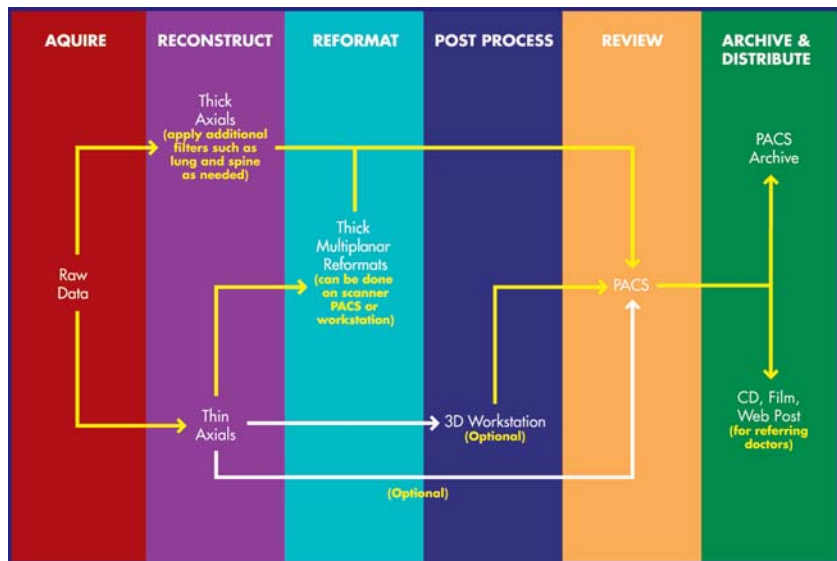 AQUIRE
RECONSTRUCT
REFORMAT
POST PROCESS
REVIEW
ARCHIVE &
DISTRIBUTE
Thick
Axials
(apply additional
filters such as
lung and spine
as needed)
PACS
Archive
Thick
Multiplanar
Reformats
(can be done
on scanner
PACS or
workstation)
Raw
Data
PACS
Thin
Axials
3D Workstation
(Optional)
CD, Film,
Web Post
(for referring
doctors)
(Optional)